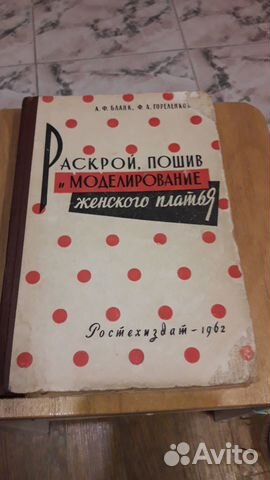 А. Ф. БЛАНК, Ф. А. ГОРЕЛЕНКОВ
РАСКРОЙ, ПОШИВ
И МОДЕЛИРОВАНИЕ
женского платья
Ростехиздат - 1962
Avito